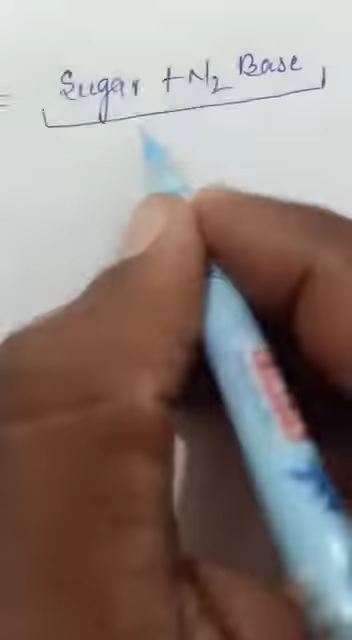 = Sugar + N₂ Base